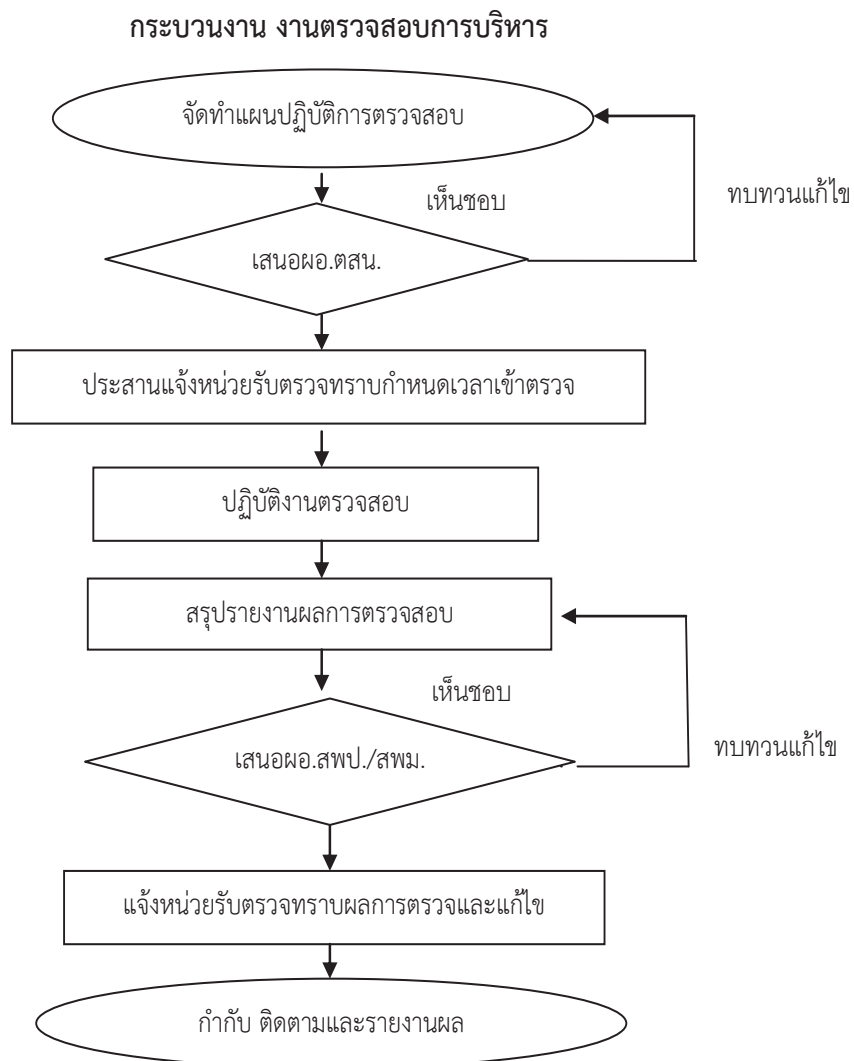 กระบวนงาน งานตรวจสอบการบริหาร
จัดทำแผนปฏิบัติการตรวจสอบ
เห็นชอบ
ทบทวนแก้ไข
เสนอผอ.ตสน.
ประสานแจ้งหน่วยรับตรวจทราบกำหนดเวลาเข้าตรวจ
ปฏิบัติงานตรวจสอบ
สรุปรายงานผลการตรวจสอบ
เห็นชอบ
ทบทวนแก้ไข
เสนอผอ.สพป./สพม.
แจ้งหน่วยรับตรวจทราบผลการตรวจและแก้ไข
กำกับ ติดตามและรายงานผล